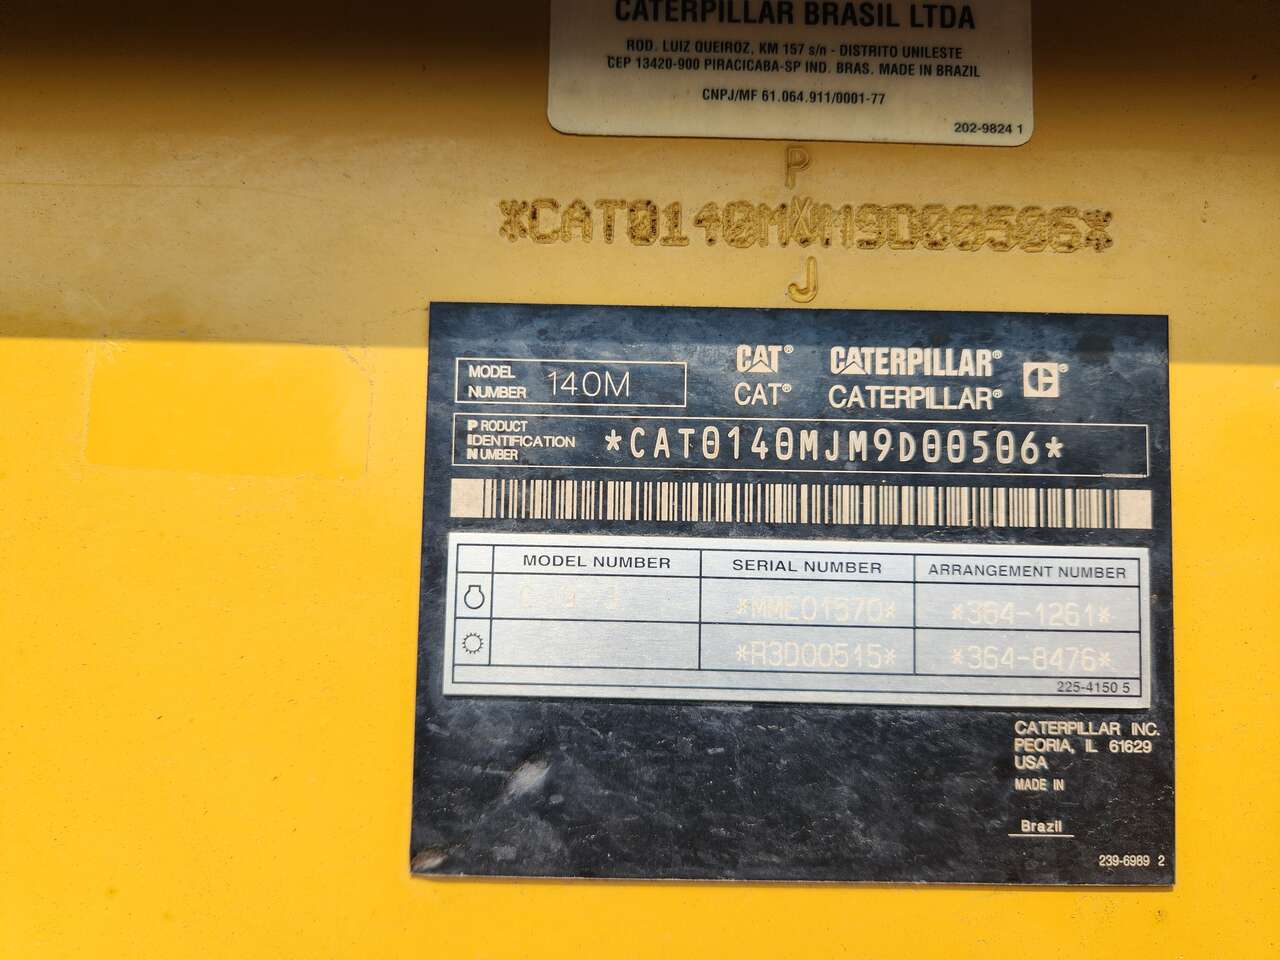 CATERPILLAR BRASIL LTDA
ROD. LUIZ QUEIROZ, KM 157 s/n - DISTRITO UNILESTE
CEP 13420-900 PIRACICABA-SP IND. BRAS. MADE IN BRAZIL
CNPJ/MF 61.064.911/0001-77
202-9824 1
P
*CAT0140MXM9D00506*
J
MODEL NUMBER 140M
CAT® CATERPILLAR®
CAT® CATERPILLAR®
PRODUCT IDENTIFICATION NUMBER *CAT0140MJM9D00506*
MODEL NUMBER SERIAL NUMBER ARRANGEMENT NUMBER
*MME01570* *364-1261*
*R3D00515* *364-8476*
225-4150 5
CATERPILLAR INC.
PEORIA, IL 61629
USA
MADE IN
Brazil
239-6989 2